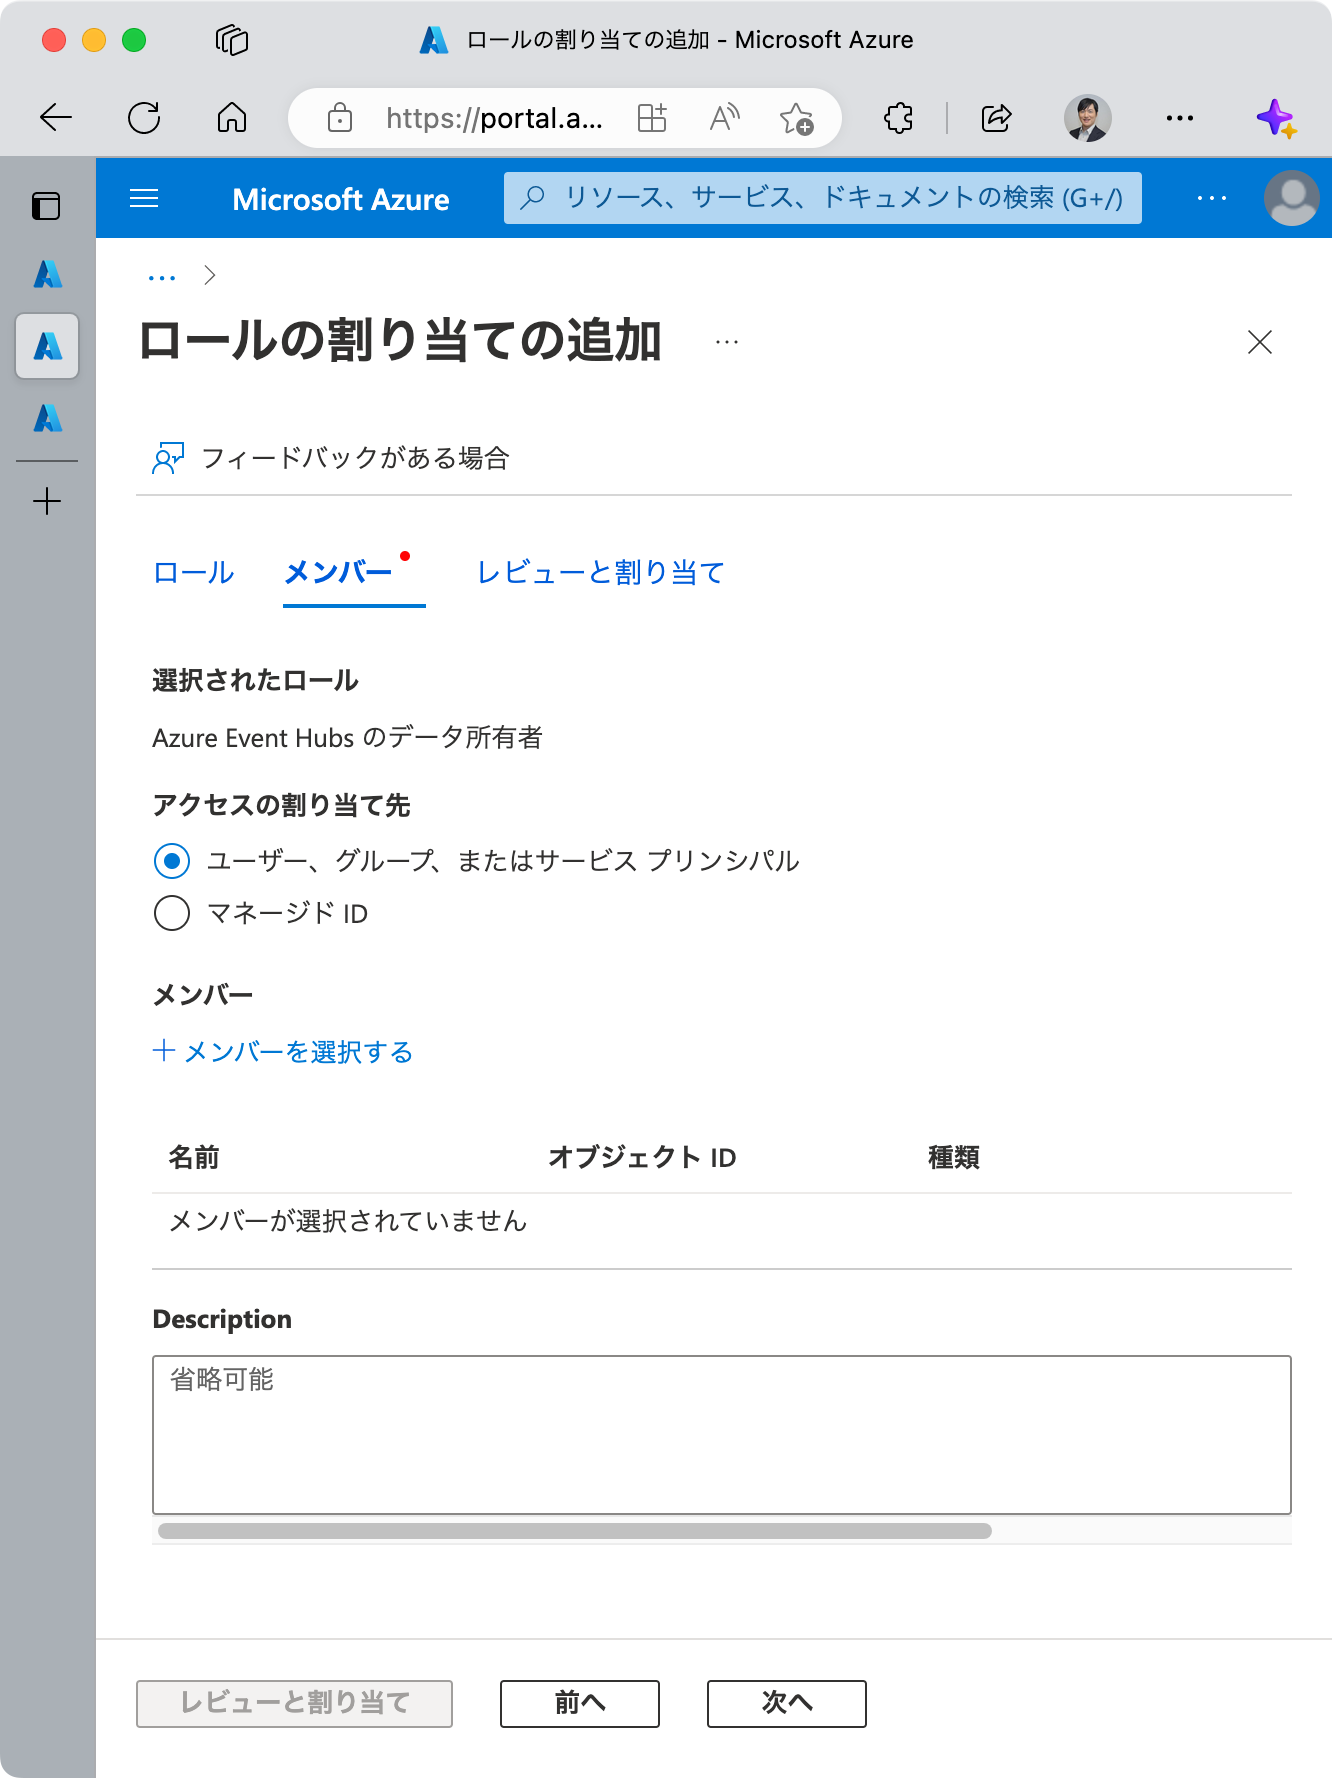 ロールの割り当ての追加 - Microsoft Azure
https://portal.a...
Microsoft Azure
リソース、サービス、ドキュメントの検索 (G+/)
ロールの割り当ての追加
フィードバックがある場合
ロール
メンバー
レビューと割り当て
選択されたロール
Azure Event Hubs のデータ所有者
アクセスの割り当て先
ユーザー、グループ、またはサービス プリンシパル
マネージド ID
メンバー
メンバーを選択する
名前 オブジェクト ID 種類
メンバーが選択されていません
Description
省略可能
レビューと割り当て 前へ 次へ